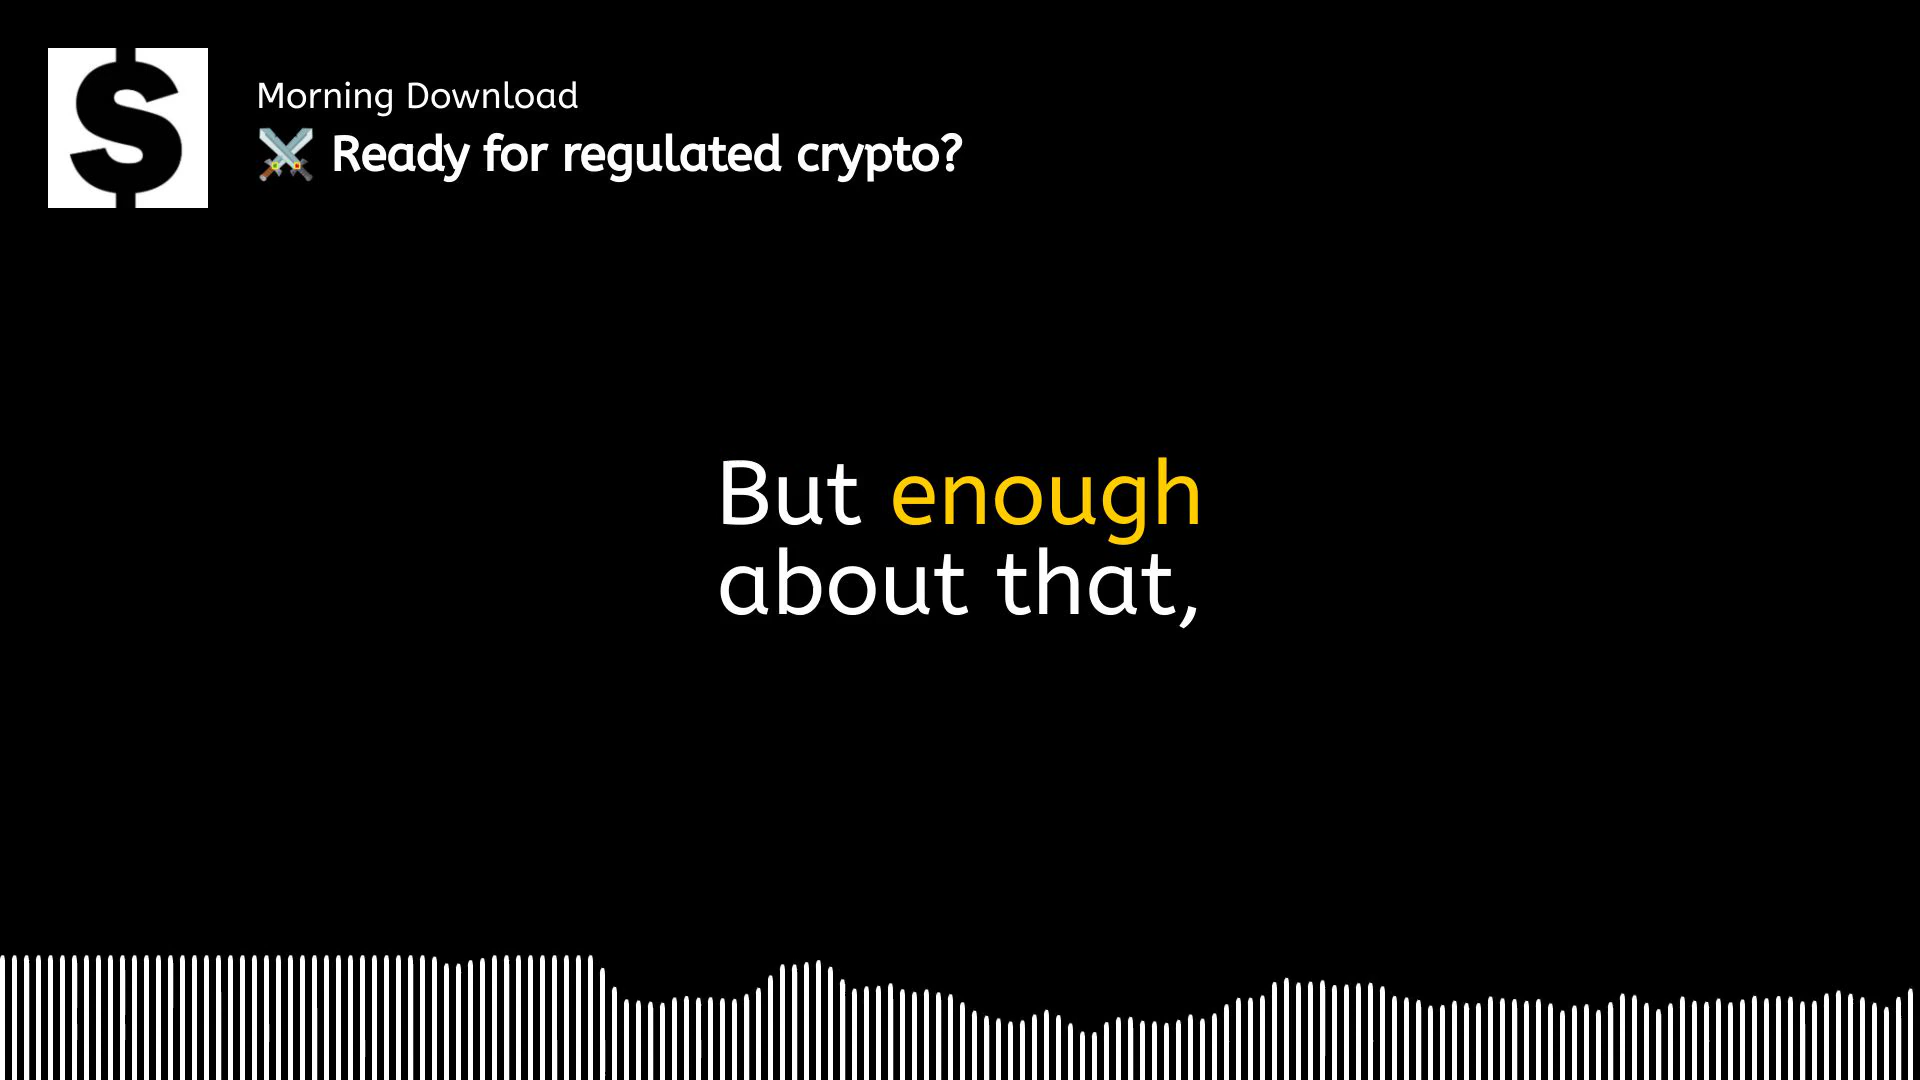 $
Morning Download
⚔️ Ready for regulated crypto?
But enough
about that,